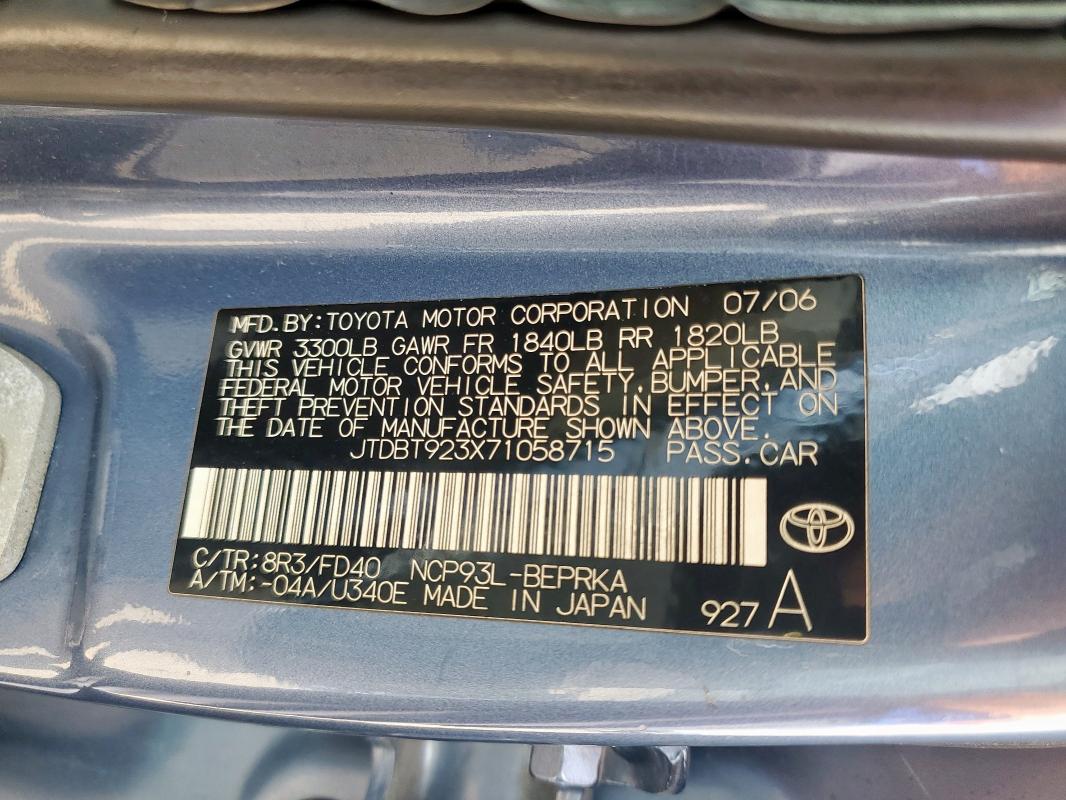 MFD.BY:TOYOTA MOTOR CORPORATION 07/06
GVWR 3300LB GAWR FR 1840LB RR 1820LB
THIS VEHICLE CONFORMS TO ALL APPLICABLE
FEDERAL MOTOR VEHICLE SAFETY,BUMPER,AND
THEFT PREVENTION STANDARDS IN EFFECT ON
THE DATE OF MANUFACTURE SHOWN ABOVE.
JTDBT923X71058715 PASS.CAR
C/TR:8R3/FD40 NCP93L-BEPRKA
A/TM:-04A/U340E MADE IN JAPAN 927 A